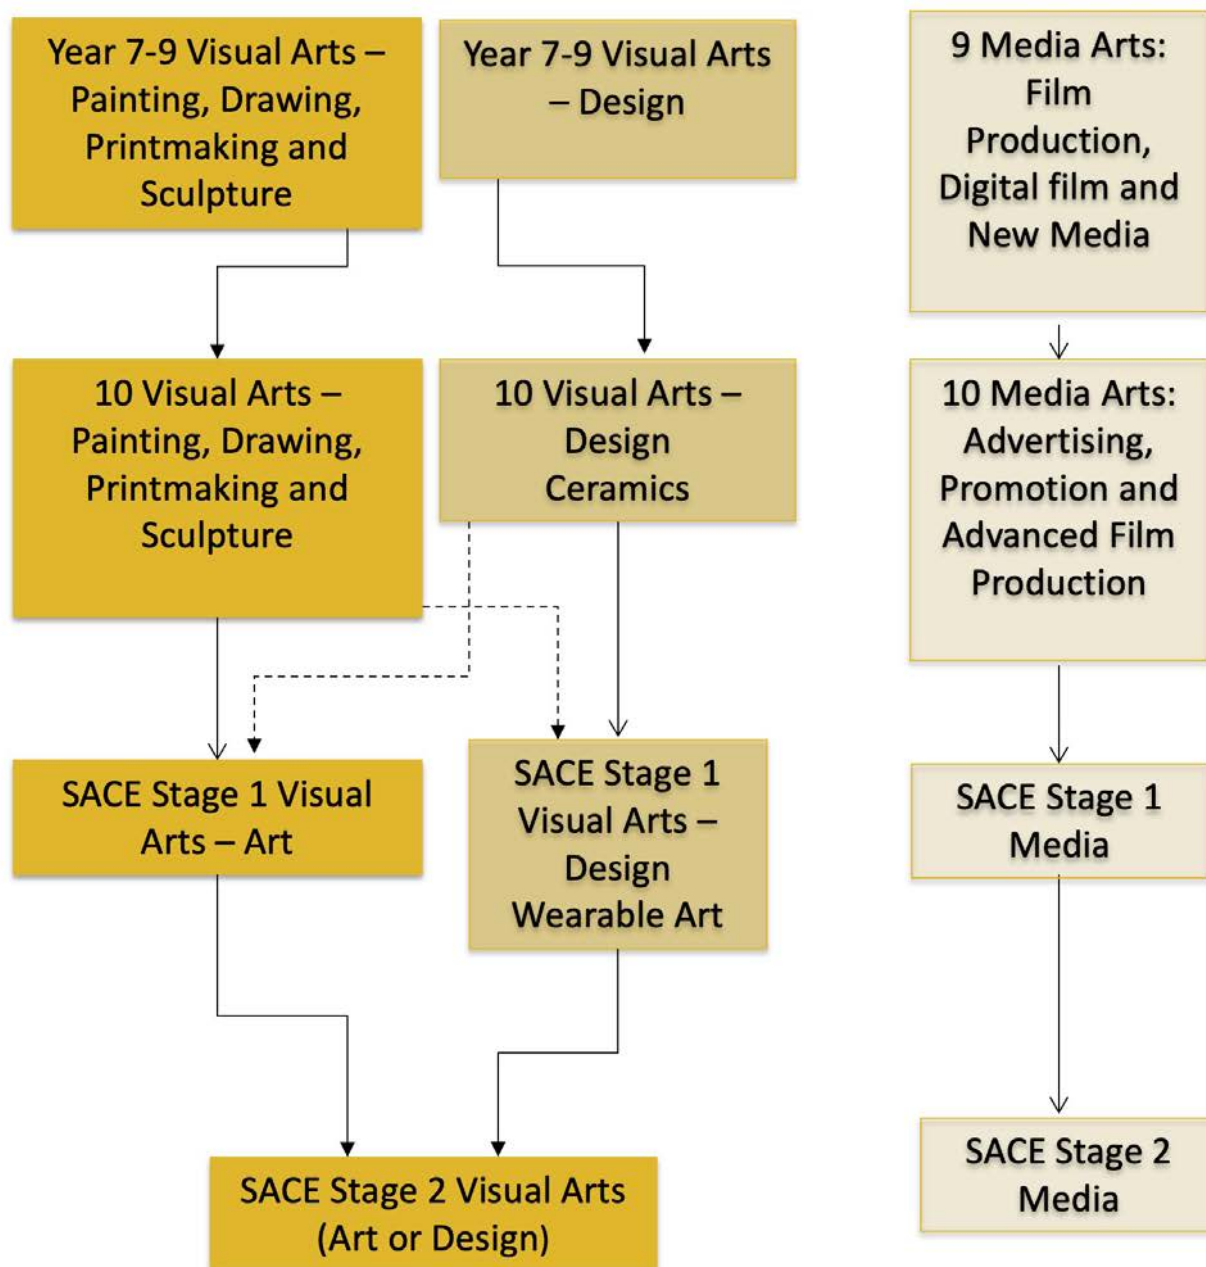 Year 7-9 Visual Arts –
Painting, Drawing,
Printmaking and
Sculpture
Year 7-9 Visual Arts
– Design
9 Media Arts:
Film
Production,
Digital film and
New Media
10 Visual Arts –
Painting, Drawing,
Printmaking and
Sculpture
10 Visual Arts –
Design
Ceramics
10 Media Arts:
Advertising,
Promotion and
Advanced Film
Production
SACE Stage 1 Visual
Arts – Art
SACE Stage 1
Visual Arts –
Design
Wearable Art
SACE Stage 1
Media
SACE Stage 2 Visual Arts
(Art or Design)
SACE Stage 2
Media